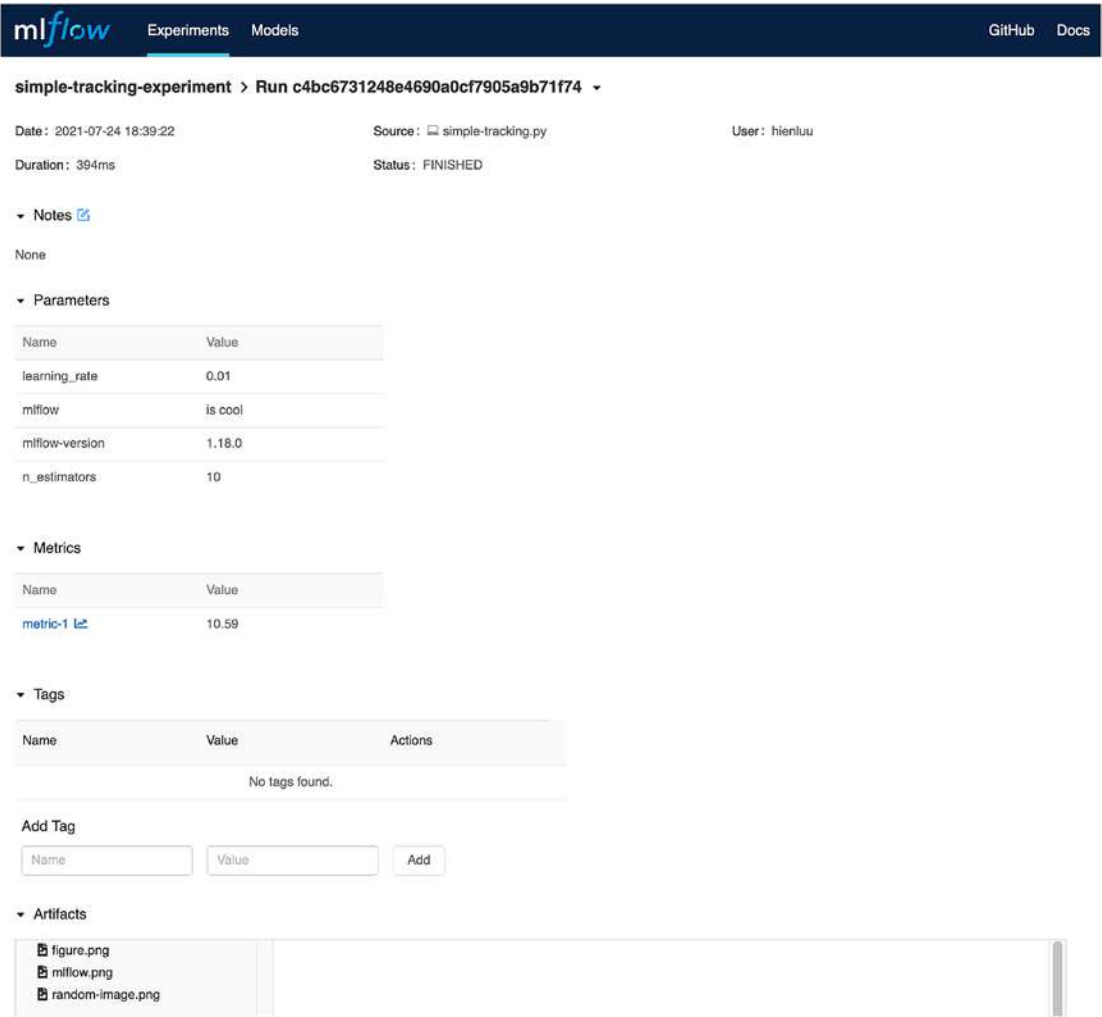 mlflow Experiments Models GitHub Docs
simple-tracking-experiment > Run c4bc6731248e4690a0cf7905a9b71f74
Date: 2021-07-24 18:39:22 Source: simple-tracking.py User: hienluu
Duration: 394ms Status: FINISHED
Notes
None
Parameters
Name Value
learning_rate 0.01
mlflow is cool
mlflow-version 1.18.0
n_estimators 10
Metrics
Name Value
metric-1 10.59
Tags
Name Value Actions
No tags found.
Add Tag
Name Value Add
Artifacts
figure.png
mlflow.png
random-image.png